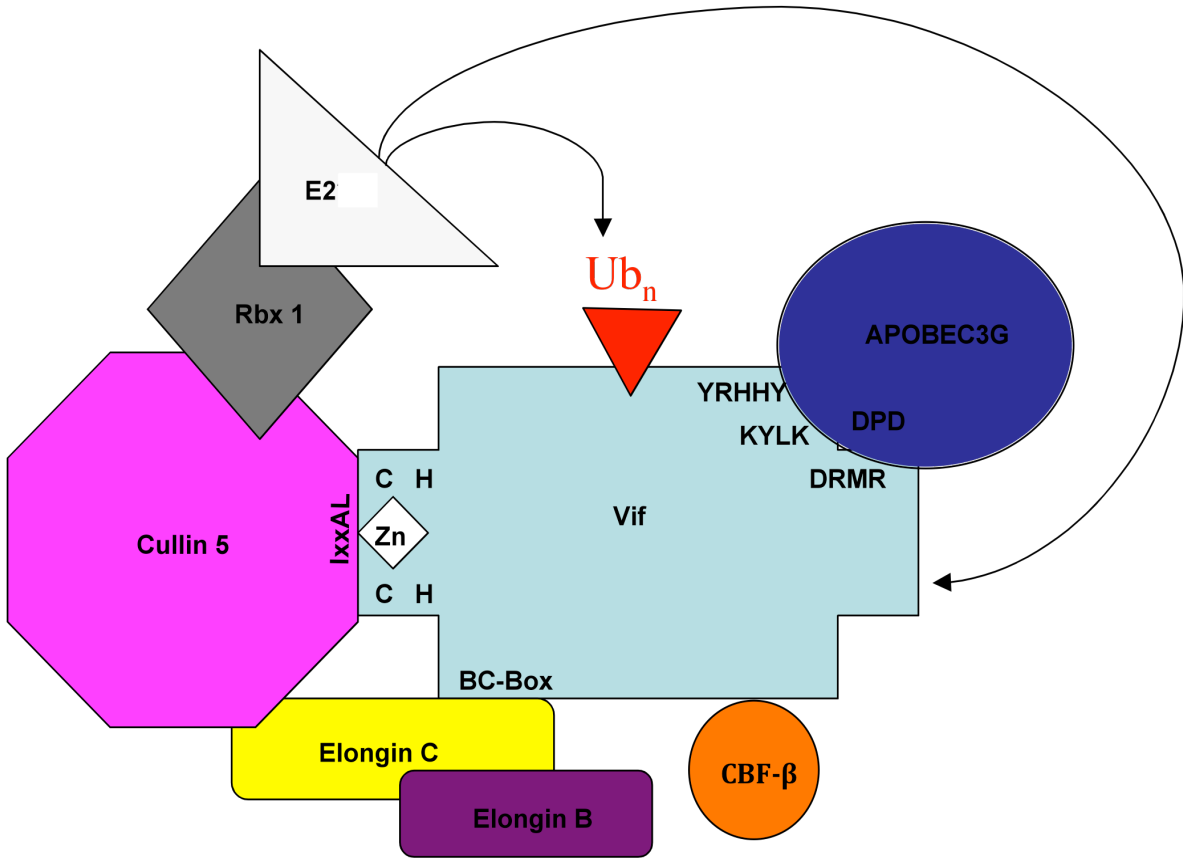 E2
Ubn
Rbx 1
APOBEC3G
YRHHY
DPD
KYLK
C H
DRMR
IxxAL
Vif
Zn
Cullin 5
C H
BC-Box
Elongin C
CBF-β
Elongin B